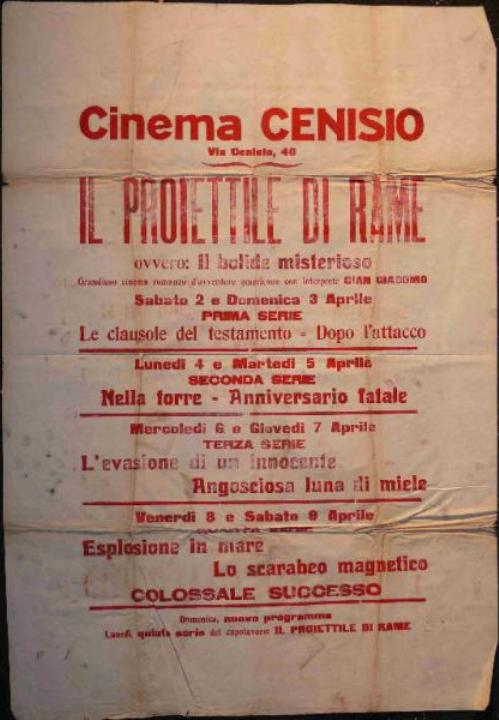 Cinema CENISIO
Via Cenisio, 46
IL PROIETTILE DI RAME
ovvero: il bolide misterioso
Grandioso cinema romanzo d'avventure americane con interprete GIAN GIACOMO
Sabato 2 e Domenica 3 Aprile
PRIMA SERIE
Le clausole del testamento - Dopo l'attacco
Lunedì 4 e Martedì 5 Aprile
SECONDA SERIE
Nella torre - Anniversario fatale
Mercoledì 6 e Giovedì 7 Aprile
TERZA SERIE
L'evasione di un innocente
Angosciosa luna di miele
Venerdì 8 e Sabato 9 Aprile
QUARTA SERIE
Esplosione in mare
Lo scarabeo magnetico
COLOSSALE SUCCESSO
Domenica, nuovo programma
Lunedì, quinta serie del capolavoro: IL PROIETTILE DI RAME